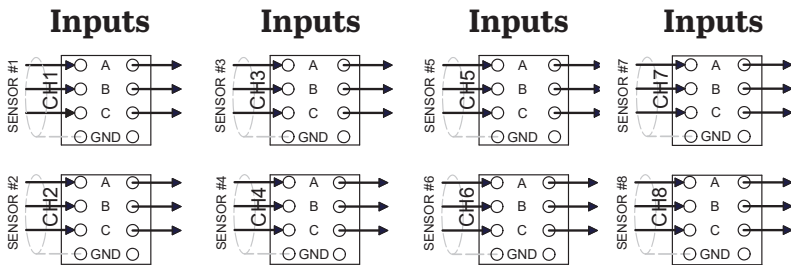 Inputs Inputs Inputs Inputs
SENSOR #1 CH1 A B C GND
SENSOR #3 CH3 A B C GND
SENSOR #5 CH5 A B C GND
SENSOR #7 CH7 A B C GND
SENSOR #2 CH2 A B C GND
SENSOR #4 CH4 A B C GND
SENSOR #6 CH6 A B C GND
SENSOR #8 CH8 A B C GND